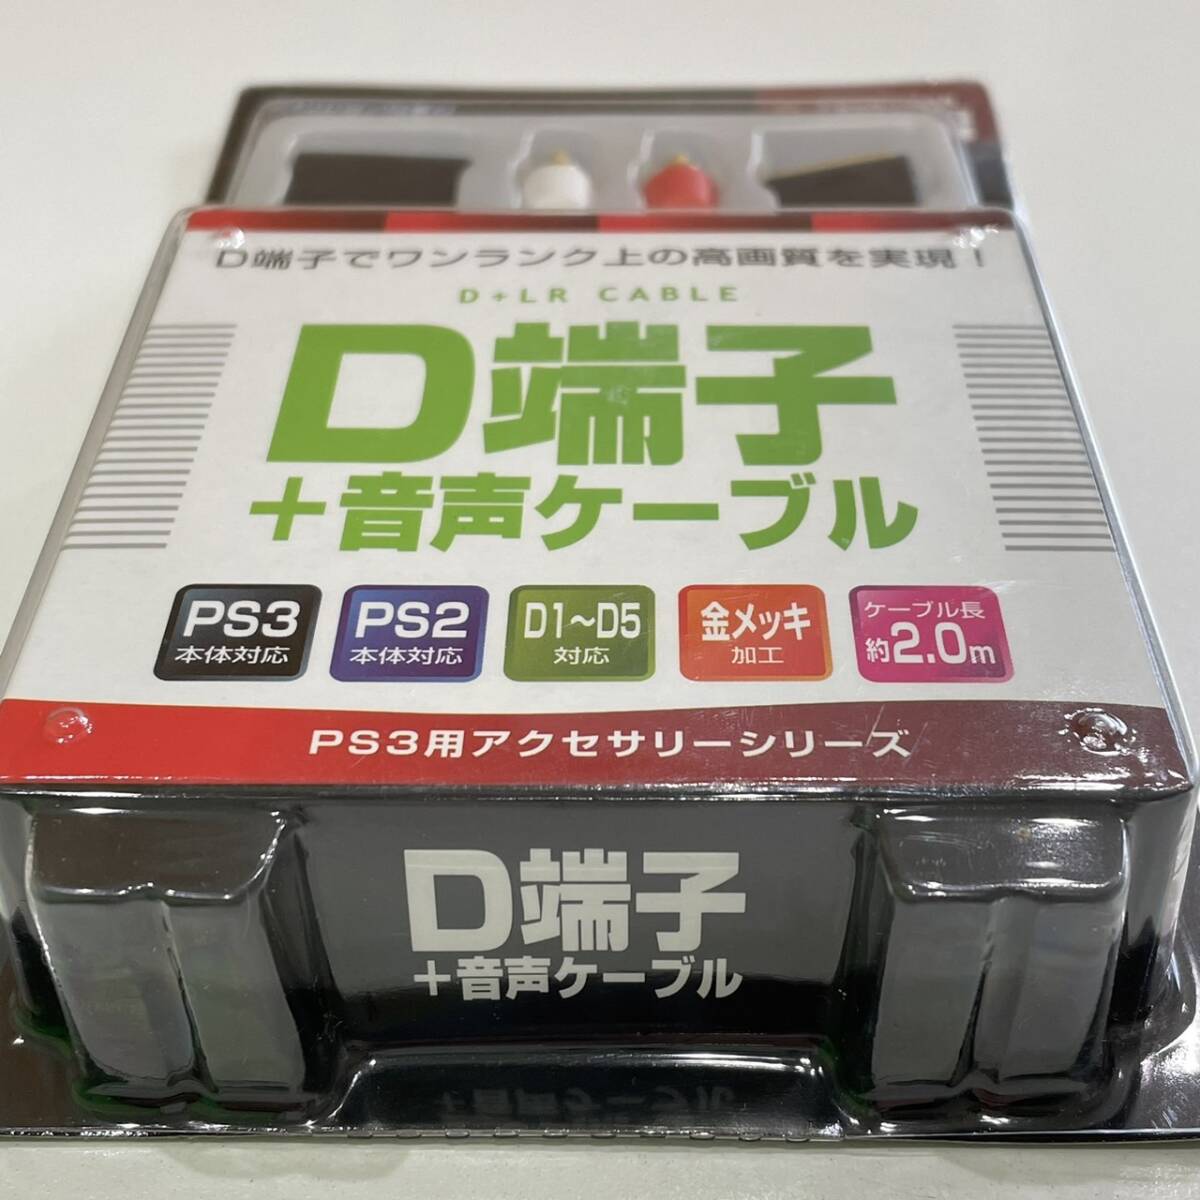 D端子でワンランク上の高画質を実現！
D+LR CABLE
D端子
+音声ケーブル
PS3
本体対応
PS2
本体対応
D1～D5
対応
金メッキ
加工
ケーブル長
約2.0m
PS3用アクセサリーシリーズ
D端子
+音声ケーブル